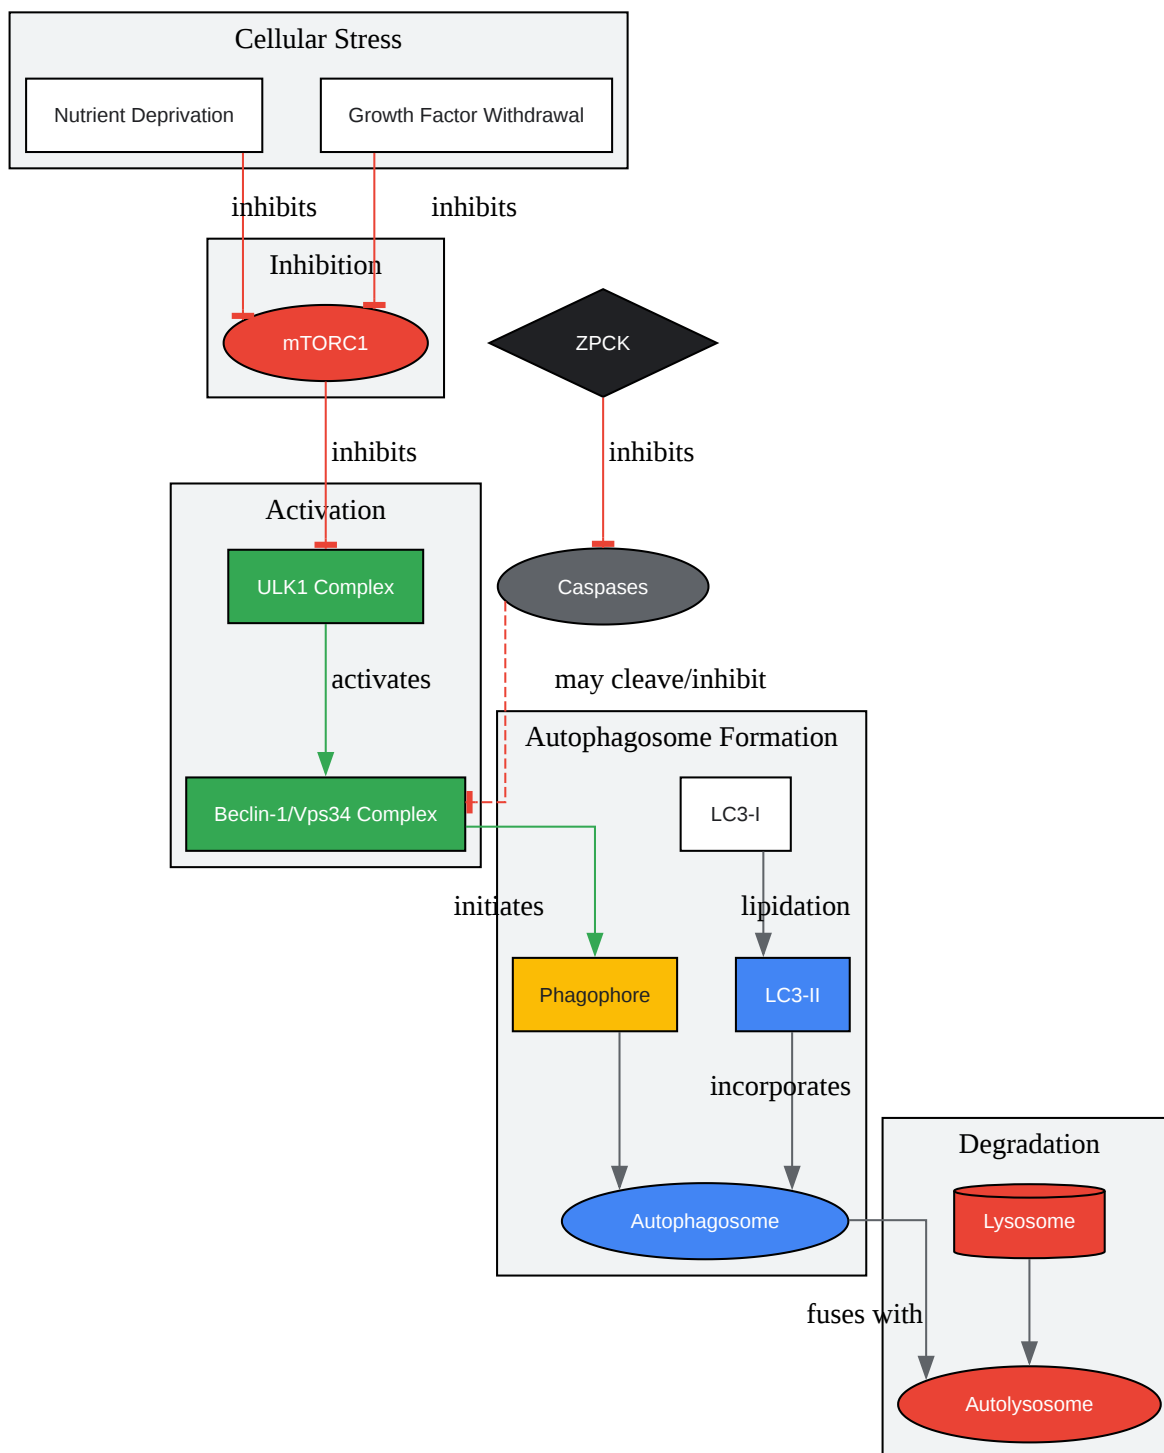 Cellular Stress
Nutrient Deprivation
Growth Factor Withdrawal
inhibits
inhibits
Inhibition
mTORC1
ZPCK
inhibits
inhibits
Activation
ULK1 Complex
Caspases
activates
may cleave/inhibit
Autophagosome Formation
Beclin-1/Vps34 Complex
LC3-I
initiates
lipidation
Phagophore
LC3-II
incorporates
Degradation
Autophagosome
Lysosome
fuses with
Autolysosome